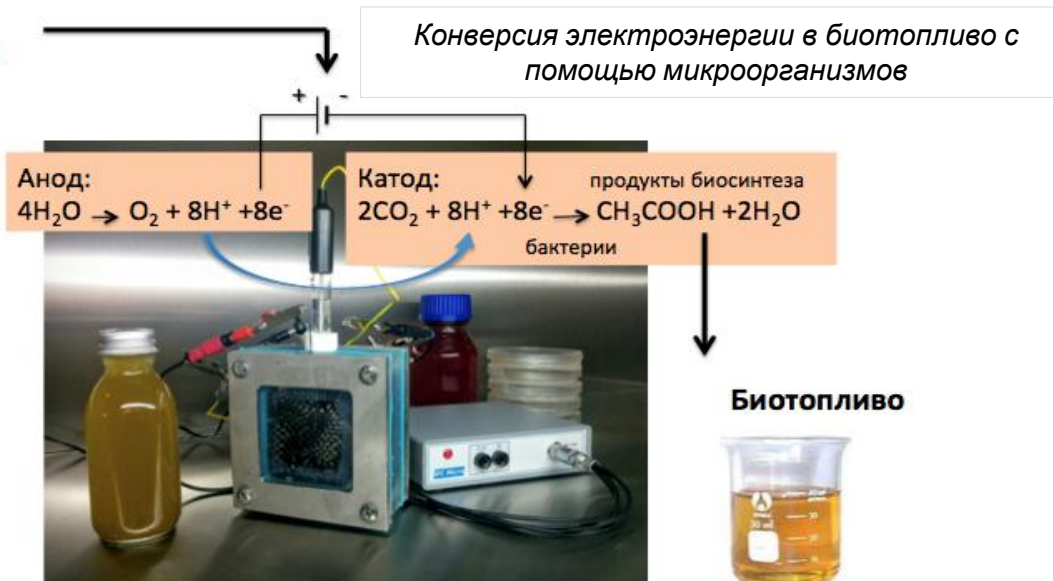 Конверсия электроэнергии в биотопливо с
помощью микроорганизмов
+ -
Анод:
4H₂O → O₂ + 8H⁺ +8e⁻
Катод:
продукты биосинтеза
2CO₂ + 8H⁺ +8e⁻ → CH₃COOH +2H₂O
бактерии
Биотопливо